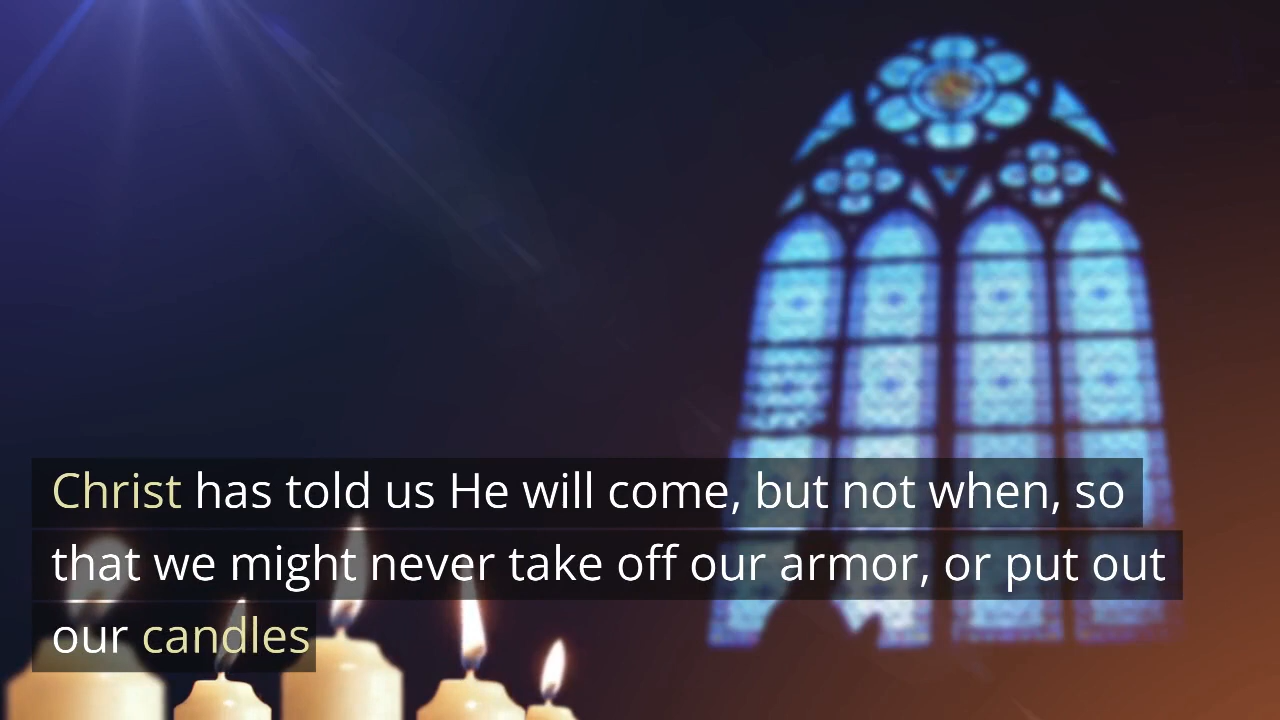 Christ has told us He will come, but not when, so
that we might never take off our armor, or put out
our candles